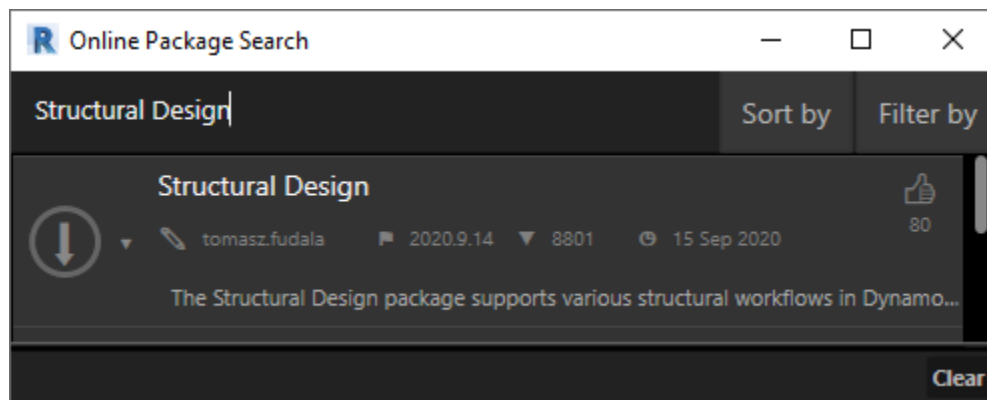 R Online Package Search
Structural Design Sort by Filter by
Structural Design
tomasz.fudala 2020.9.14 8801 15 Sep 2020 80
The Structural Design package supports various structural workflows in Dynamo...
Clear